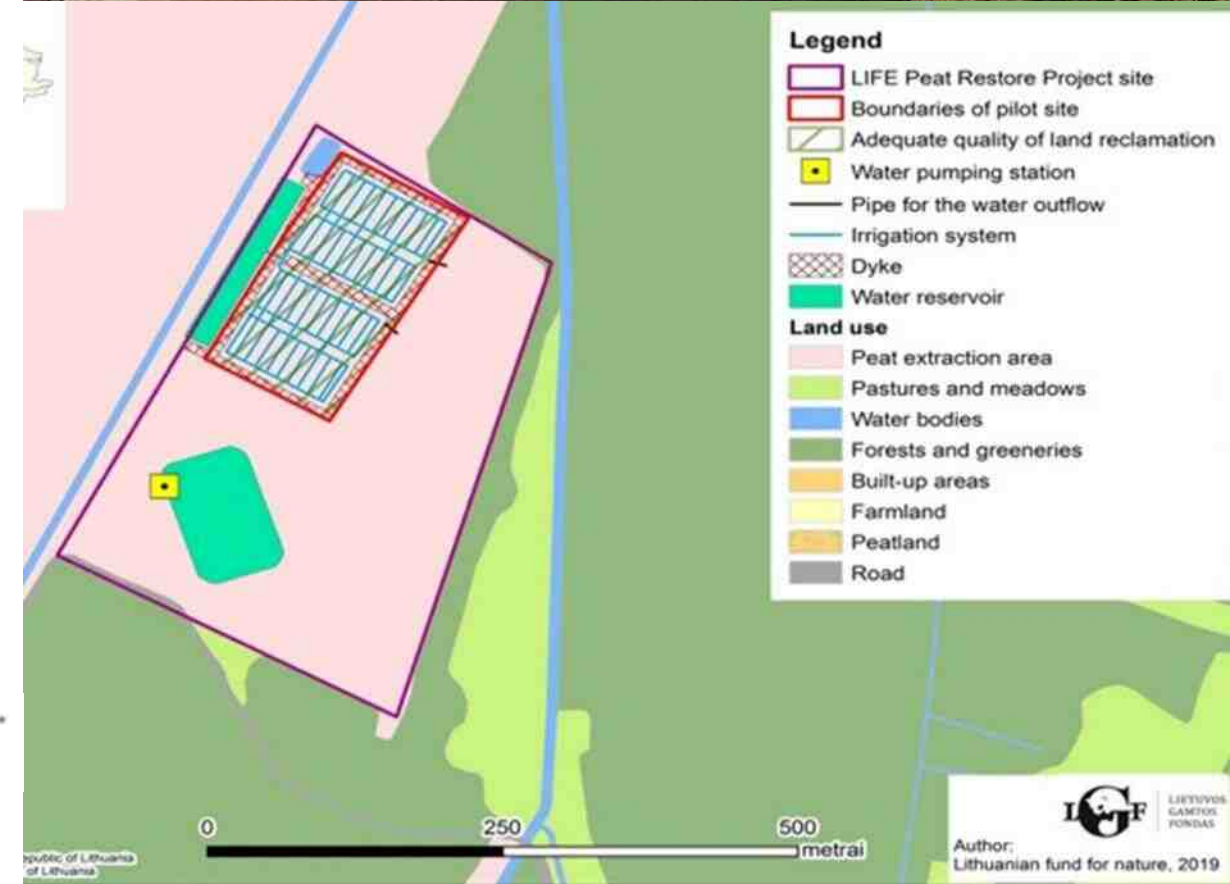 Legend
LIFE Peat Restore Project site
Boundaries of pilot site
Adequate quality of land reclamation
Water pumping station
Pipe for the water outflow
Irrigation system
Dyke
Water reservoir
Land use
Peat extraction area
Pastures and meadows
Water bodies
Forests and greeneries
Built-up areas
Farmland
Peatland
Road
0 250 500
metrai
epublic of Lithuania
of Lithuania
LGF
LIETUVOS
GAMTOS
FONDAS
Author:
Lithuanian fund for nature, 2019